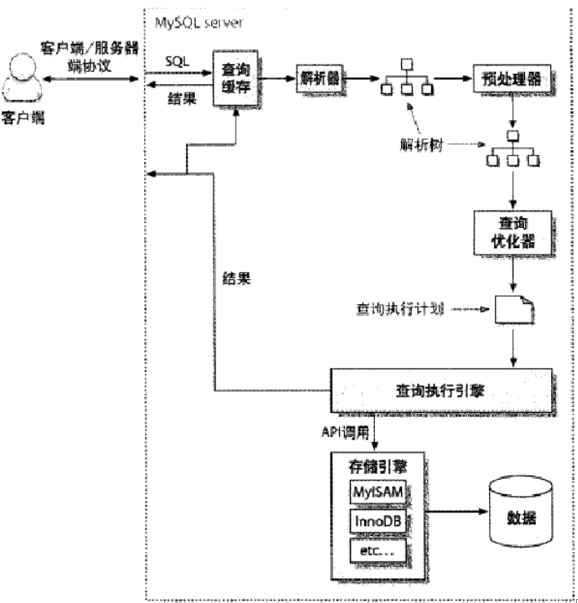 MySQL server
客户端/服务器
端协议
客户端
SQL
结果
查询
缓存
解析器
预处理器
解析树
查询
优化器
结果
查询执行计划
查询执行引擎
API调用
存储引擎
MyISAM
InnoDB
etc...
数据